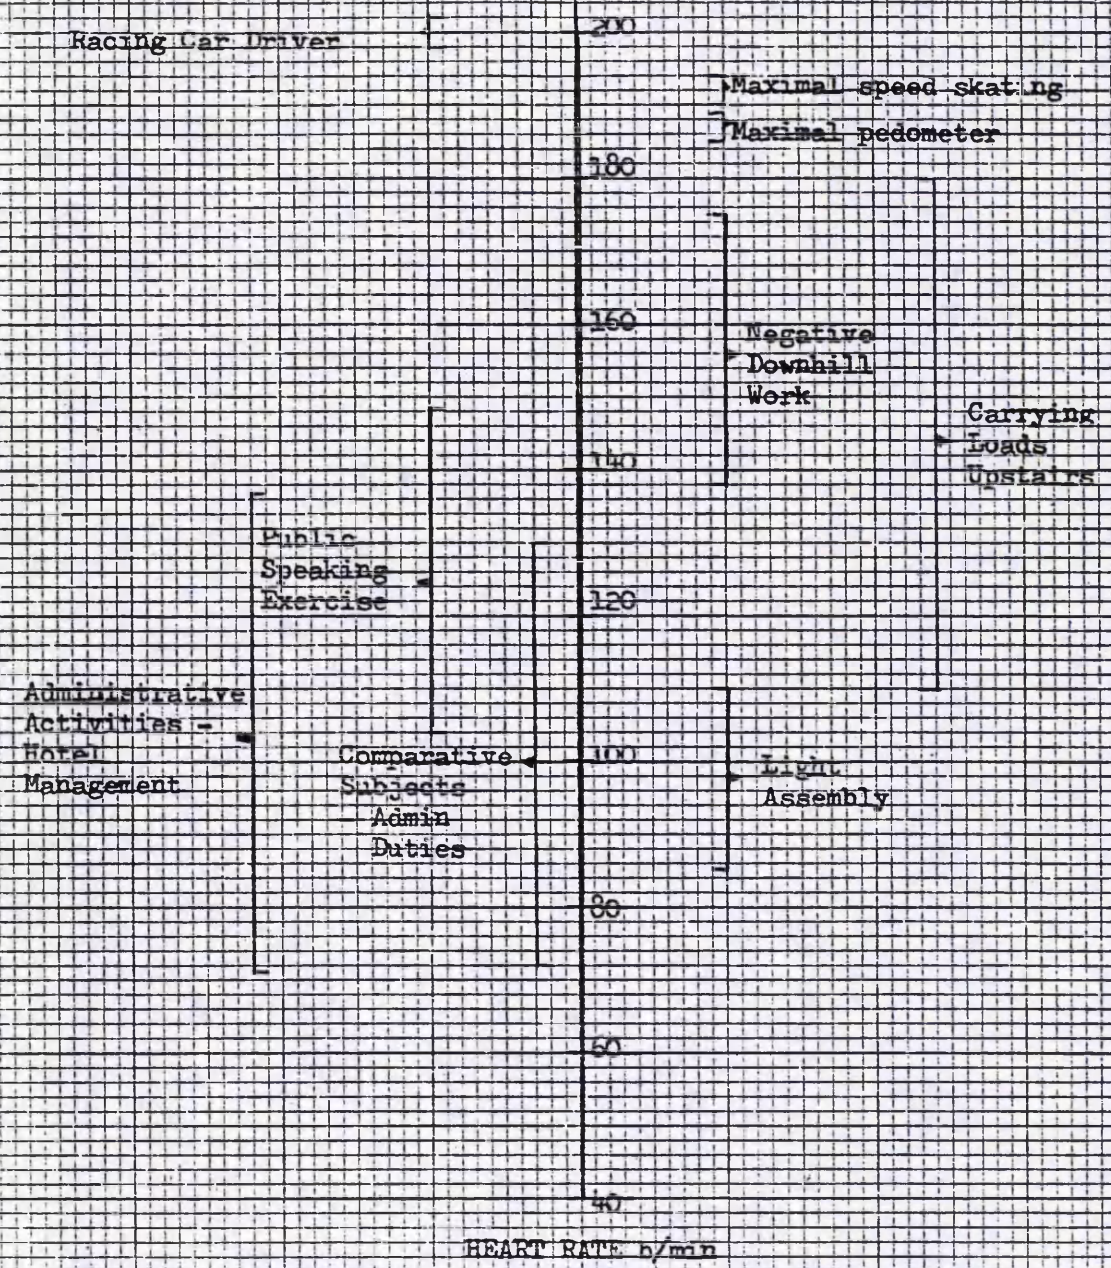 200
Racing Car Driver
Maximal speed skating
Maximal pedometer
180
160
Negative
Downhill
Work
Carrying
Loads
Upstairs
140
Public
Speaking
Exercise
120
Administrative
Activities -
Hotel
Management
Comparative
Subjects
- Admin
Duties
100
Light
Assembly
80
60
40
HEART RATE b/min